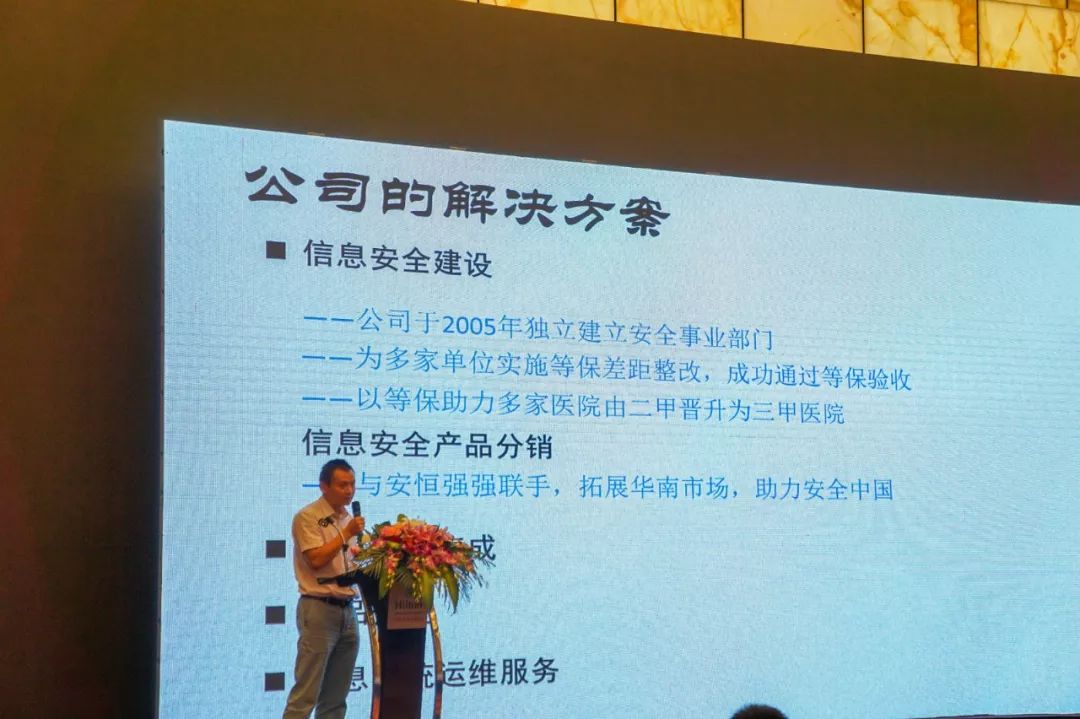 公司的解决方案
■ 信息安全建设
——公司于2005年独立建立安全事业部门
——为多家单位实施等保差距整改，成功通过等保验收
——以等保助力多家医院由二甲晋升为三甲医院
信息安全产品分销
—与安恒强强联手，拓展华南市场，助力安全中国
■ 成
■
■ 息 统运维服务
Hilton